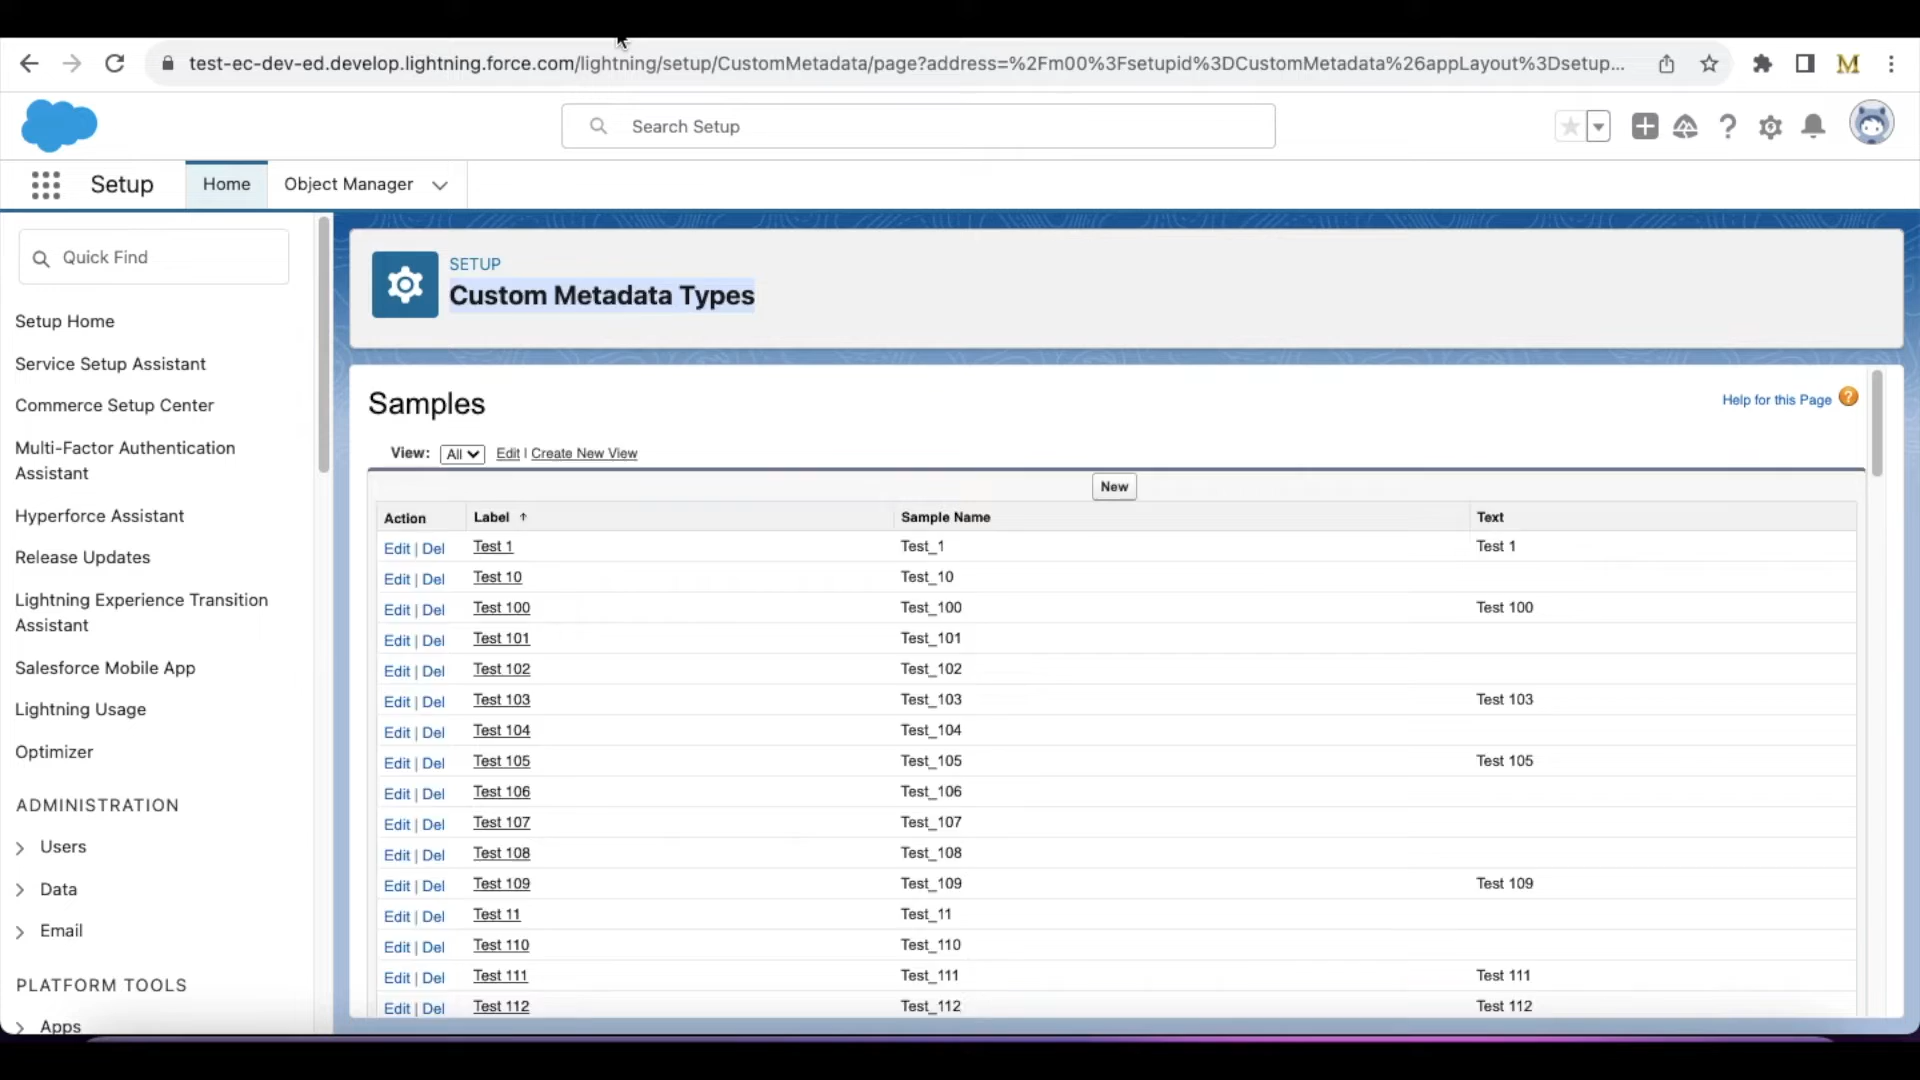 test-ec-dev-ed.develop.lightning.force.com/lightning/setup/CustomMetadata/page?address=%2Fm00%3Fsetupid%3DCustomMetadata%26appLayout%3Dsetup...
M
Search Setup
Setup
Home
Object Manager
Quick Find
Setup Home
Service Setup Assistant
Commerce Setup Center
Multi-Factor Authentication
Assistant
Hyperforce Assistant
Release Updates
Lightning Experience Transition
Assistant
Salesforce Mobile App
Lightning Usage
Optimizer
ADMINISTRATION
Users
Data
Email
PLATFORM TOOLS
Apps
SETUP
Custom Metadata Types
Samples
Help for this Page ?
View: All Edit | Create New View
New
Action Label ↑ Sample Name Text
Edit | Del Test 1 Test_1 Test 1
Edit | Del Test 10 Test_10
Edit | Del Test 100 Test_100 Test 100
Edit | Del Test 101 Test_101
Edit | Del Test 102 Test_102
Edit | Del Test 103 Test_103 Test 103
Edit | Del Test 104 Test_104
Edit | Del Test 105 Test_105 Test 105
Edit | Del Test 106 Test_106
Edit | Del Test 107 Test_107
Edit | Del Test 108 Test_108
Edit | Del Test 109 Test_109 Test 109
Edit | Del Test 11 Test_11
Edit | Del Test 110 Test_110
Edit | Del Test 111 Test_111 Test 111
Edit | Del Test 112 Test_112 Test 112